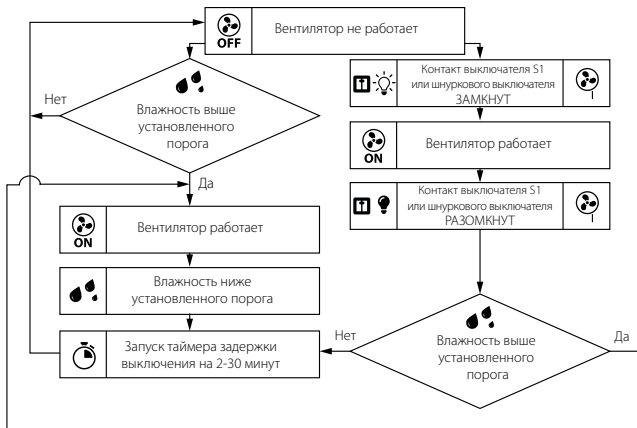 OFF
Вентилятор не работает
Нет
Влажность выше
установленного
порога
Да
ON
Вентилятор работает
Влажность ниже
установленного порога
Запуск таймера задержки
выключения на 2-30 минут
Контакт выключателя S1
или шнуркового выключателя
ЗАМКНУТ
ON
Вентилятор работает
Контакт выключателя S1
или шнуркового выключателя
РАЗОМКНУТ
Нет
Влажность выше
установленного
порога
Да